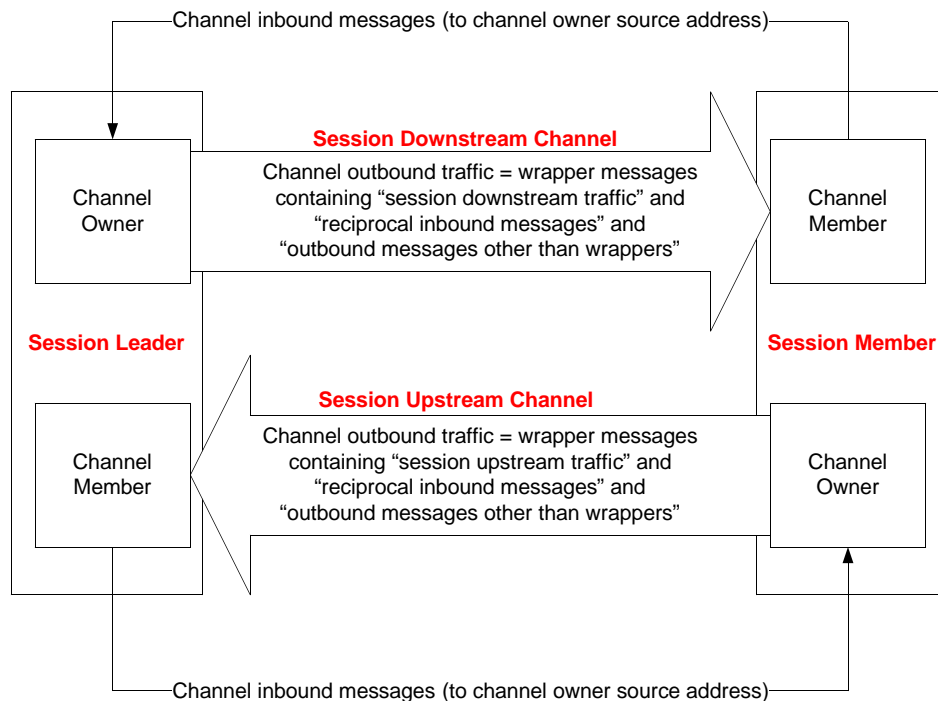 Channel inbound messages (to channel owner source address)
Session Downstream Channel
Channel outbound traffic = wrapper messages
containing “session downstream traffic” and
“reciprocal inbound messages” and
“outbound messages other than wrappers”
Channel
Owner
Channel
Member
Session Leader
Session Member
Session Upstream Channel
Channel outbound traffic = wrapper messages
containing “session upstream traffic” and
“reciprocal inbound messages” and
“outbound messages other than wrappers”
Channel
Member
Channel
Owner
Channel inbound messages (to channel owner source address)